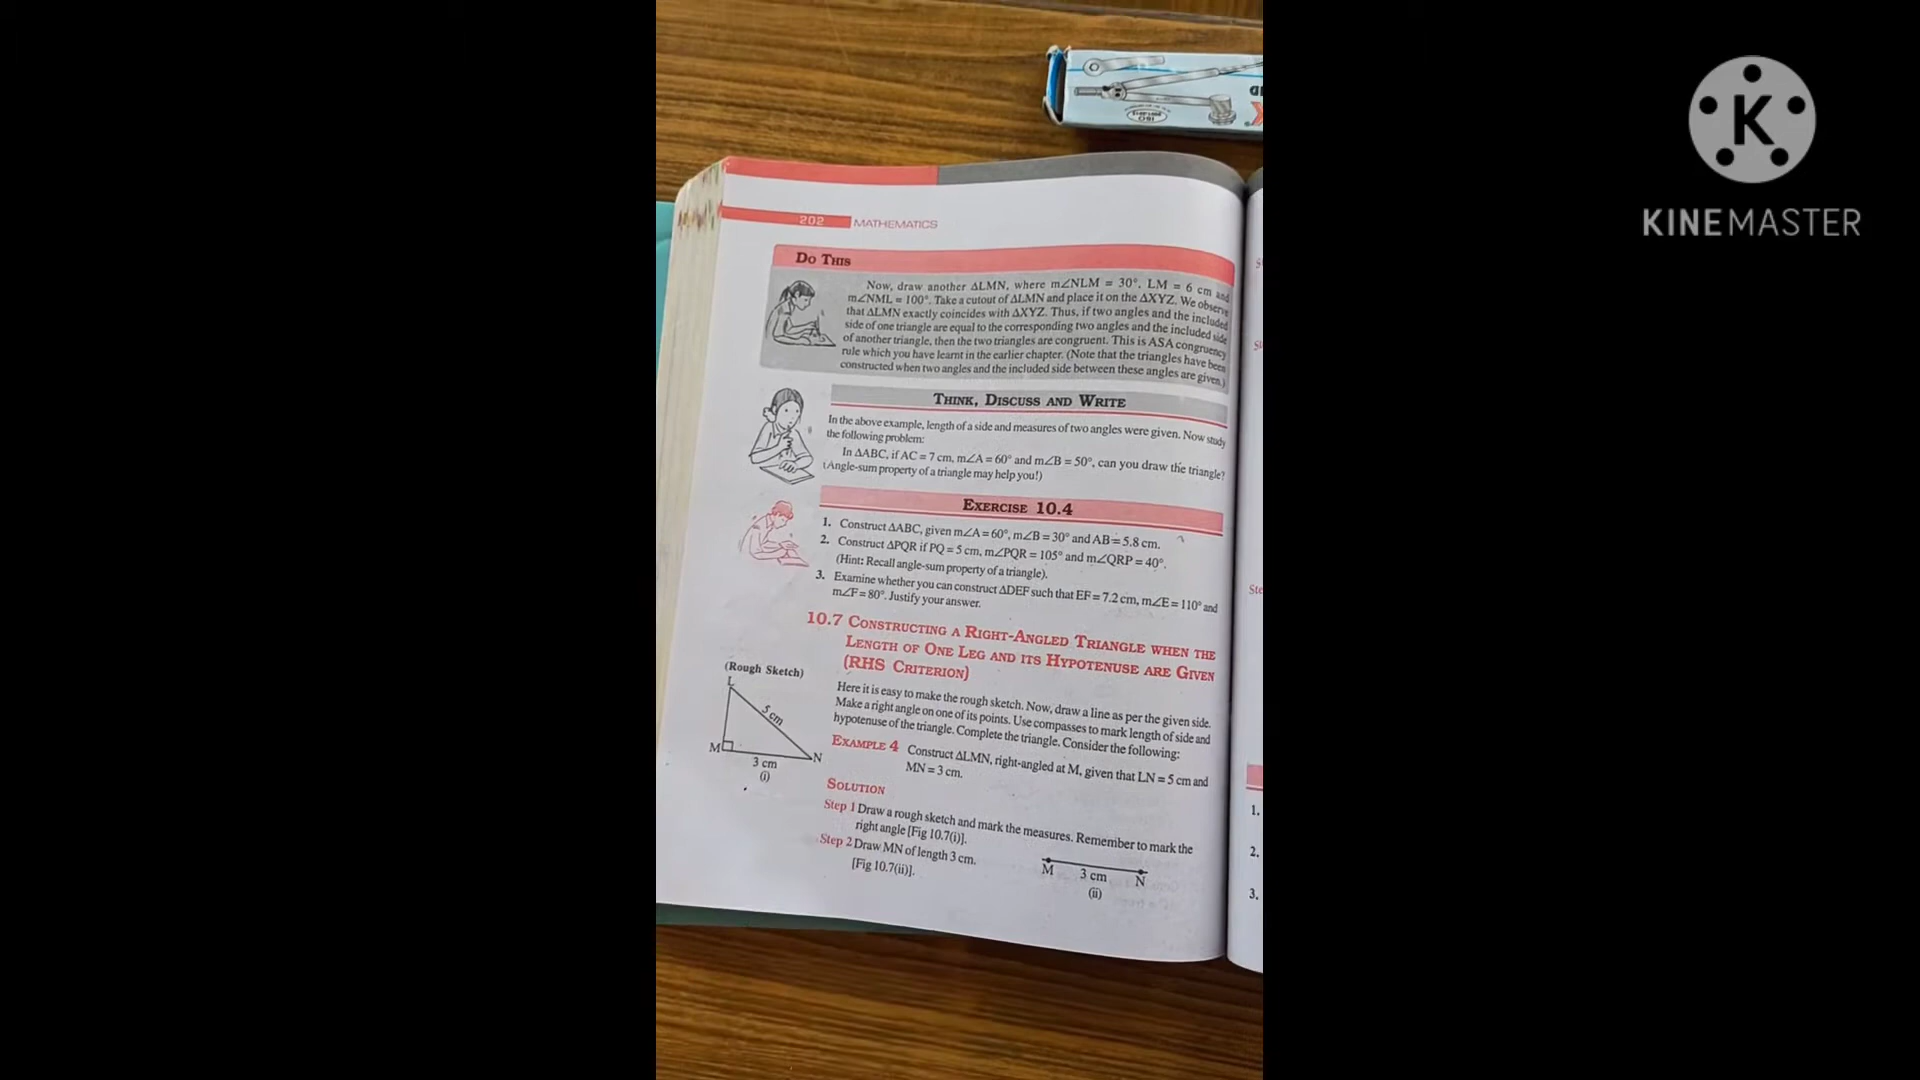 K
KINEMASTER
202 MATHEMATICS
DO THIS
Now, draw another ΔLMN, where m∠NLM = 30°, LM = 6 cm and
m∠NML = 100°. Take a cutout of ΔLMN and place it on the ΔXYZ. We observe
that ΔLMN exactly coincides with ΔXYZ. Thus, if two angles and the included
side of one triangle are equal to the corresponding two angles and the included side
of another triangle, then the two triangles are congruent. This is ASA congruency
rule which you have learnt in the earlier chapter. (Note that the triangles have been
constructed when two angles and the included side between these angles are given.)
THINK, DISCUSS AND WRITE
In the above example, length of a side and measures of two angles were given. Now study
the following problem:
In ΔABC, if AC = 7 cm, m∠A = 60° and m∠B = 50°, can you draw the triangle?
(Angle-sum property of a triangle may help you!)
EXERCISE 10.4
1. Construct ΔABC, given m∠A = 60°, m∠B = 30° and AB = 5.8 cm.
2. Construct ΔPQR if PQ = 5 cm, m∠PQR = 105° and m∠QRP = 40°.
(Hint: Recall angle-sum property of a triangle).
3. Examine whether you can construct ΔDEF such that EF = 7.2 cm, m∠E = 110° and
m∠F = 80°. Justify your answer.
10.7 CONSTRUCTING A RIGHT-ANGLED TRIANGLE WHEN THE
LENGTH OF ONE LEG AND ITS HYPOTENUSE ARE GIVEN
(RHS CRITERION)
(Rough Sketch)
L
5 cm
M
N
3 cm
(i)
Here it is easy to make the rough sketch. Now, draw a line as per the given side.
Make a right angle on one of its points. Use compasses to mark length of side and
hypotenuse of the triangle. Complete the triangle. Consider the following:
EXAMPLE 4 Construct ΔLMN, right-angled at M, given that LN = 5 cm and
MN = 3 cm.
SOLUTION
Step 1 Draw a rough sketch and mark the measures. Remember to mark the
right angle [Fig 10.7(i)].
Step 2 Draw MN of length 3 cm.
[Fig 10.7(ii)].
M 3 cm N
(ii)
1.
2.
3.